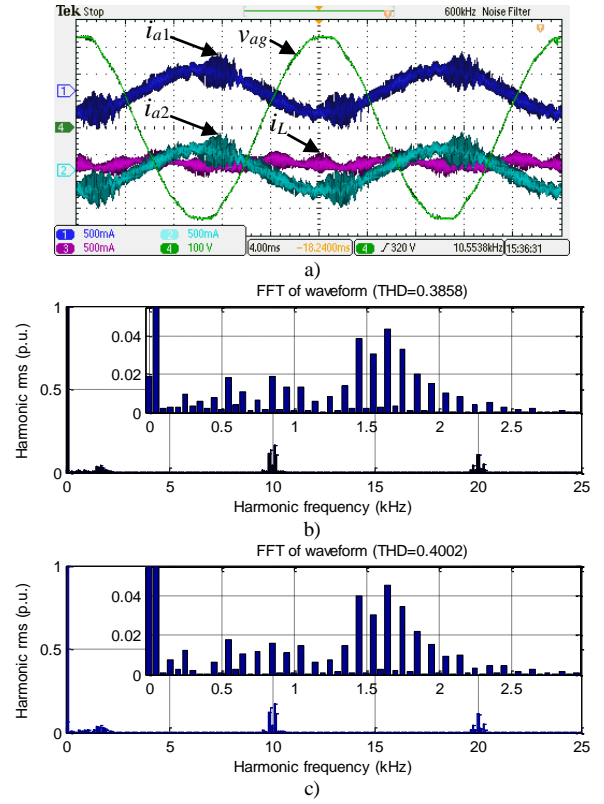 Tek Stop 600kHz Noise Filter
i_a1 v_ag
1
4
i_a2 i_L
2
1 500mA 2 500mA
3 500mA 4 100 V
4.00ms −18.2400ms 4 ∫ 320 V 10.5538kHz 15:36:31
a)
FFT of waveform (THD=0.3858)
Harmonic rms (p.u.)
1
0.5
0
0.04
0.02
0
0 0.5 1 1.5 2 2.5
0 5 10 15 20 25
Harmonic frequency (kHz)
b)
FFT of waveform (THD=0.4002)
Harmonic rms (p.u.)
1
0.5
0
0.04
0.02
0
0 0.5 1 1.5 2 2.5
0 5 10 15 20 25
Harmonic frequency (kHz)
c)